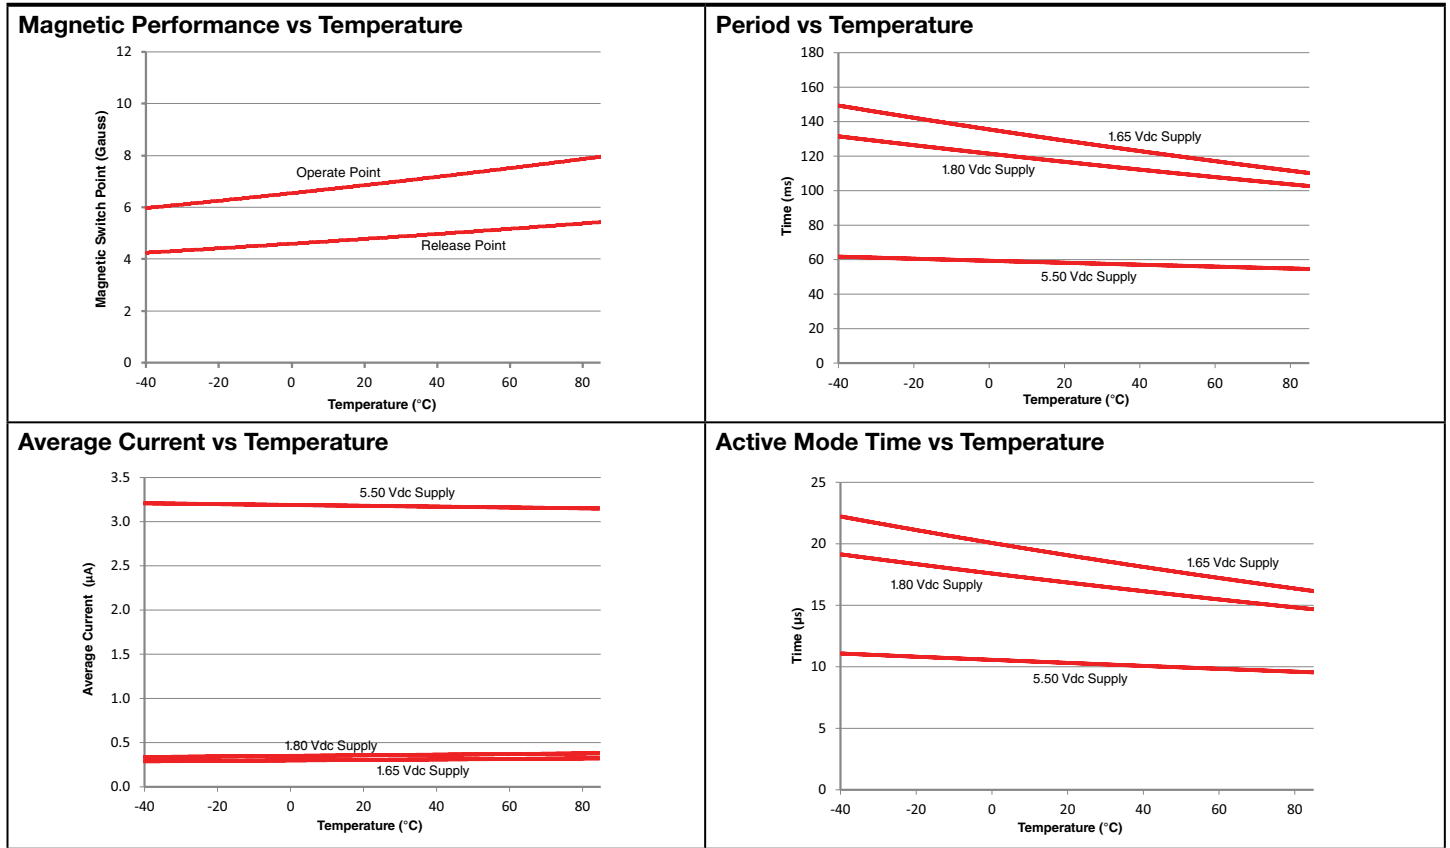 Magnetic Performance vs Temperature
12
10
8
6
4
2
0
Magnetic Switch Point (Gauss)
Operate Point
Release Point
-40 -20 0 20 40 60 80
Temperature (°C)
Period vs Temperature
180
160
140
120
100
80
60
40
20
0
Time (ms)
1.65 Vdc Supply
1.80 Vdc Supply
5.50 Vdc Supply
-40 -20 0 20 40 60 80
Temperature (°C)
Average Current vs Temperature
3.5
3.0
2.5
2.0
1.5
1.0
0.5
0.0
Average Current (µA)
5.50 Vdc Supply
1.80 Vdc Supply
1.65 Vdc Supply
-40 -20 0 20 40 60 80
Temperature (°C)
Active Mode Time vs Temperature
25
20
15
10
5
0
Time (µs)
1.65 Vdc Supply
1.80 Vdc Supply
5.50 Vdc Supply
-40 -20 0 20 40 60 80
Temperature (°C)